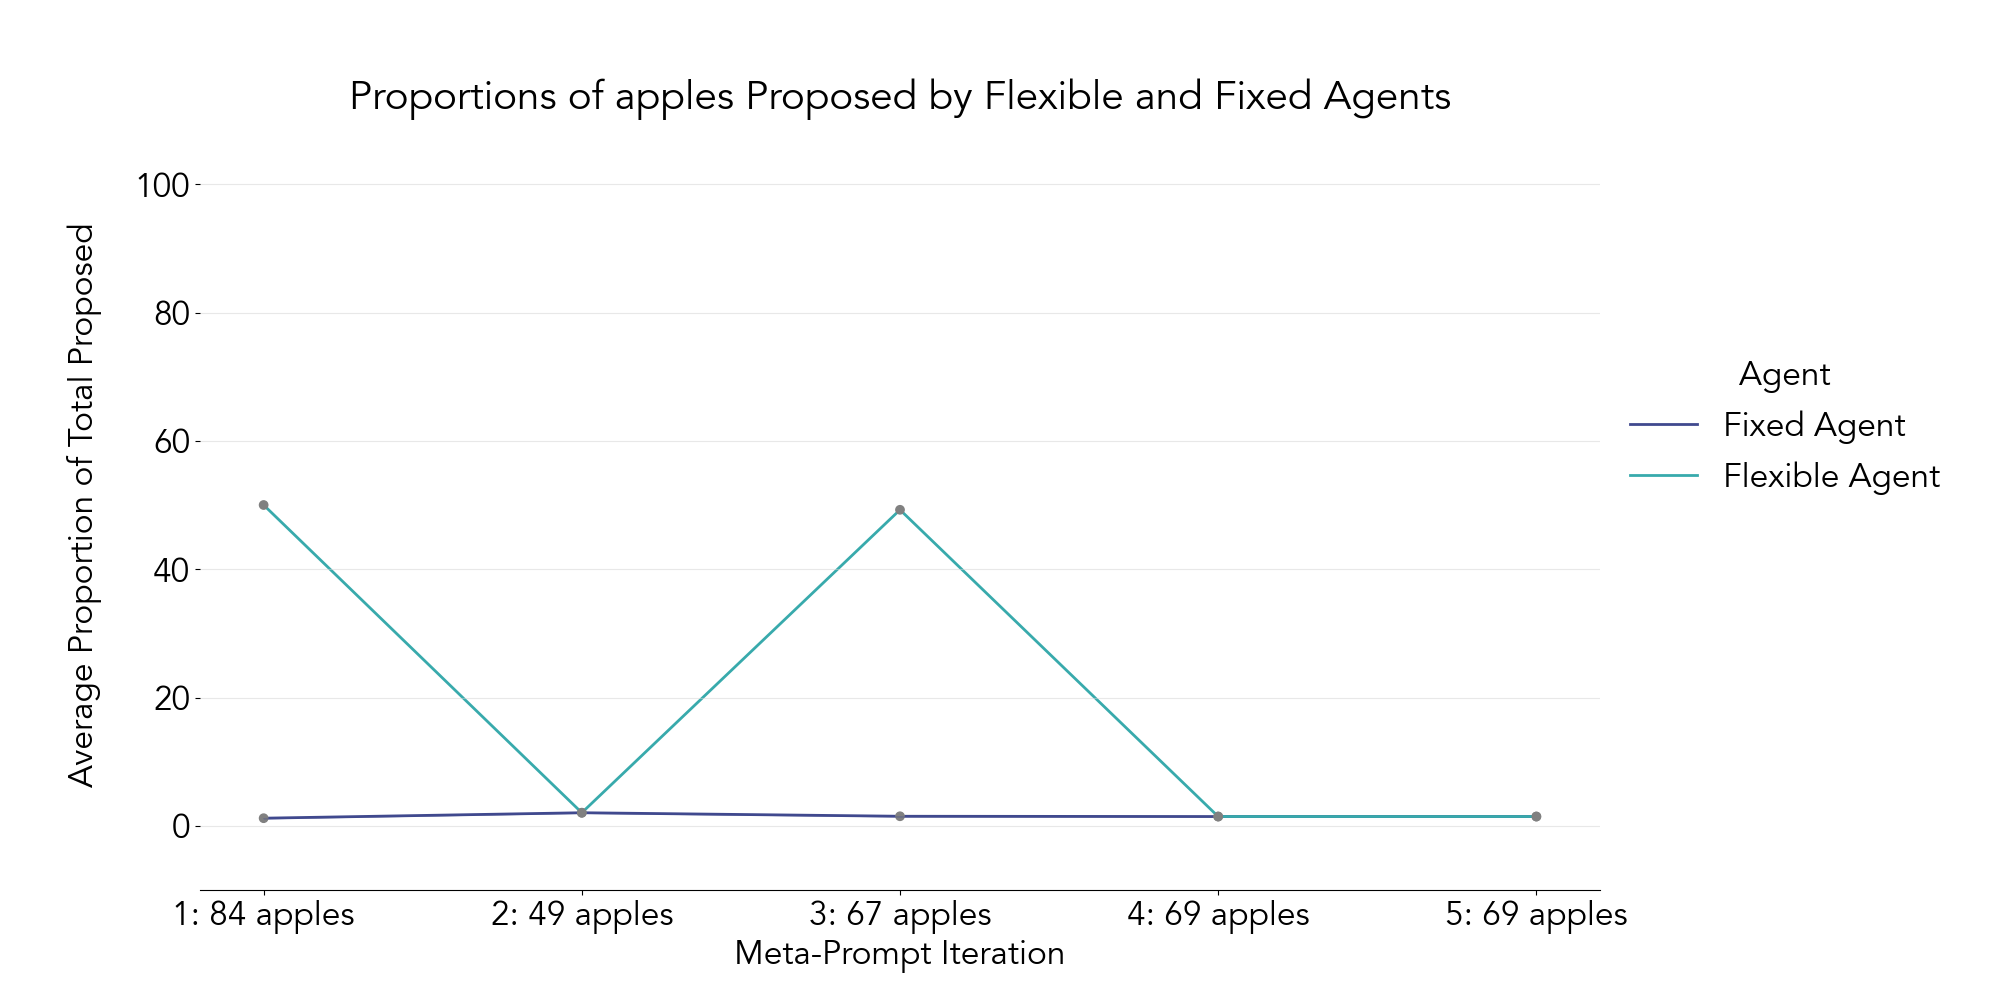 Proportions of apples Proposed by Flexible and Fixed Agents
Average Proportion of Total Proposed
100
80
60
40
20
0
1: 84 apples
2: 49 apples
3: 67 apples
4: 69 apples
5: 69 apples
Meta-Prompt Iteration
Agent
Fixed Agent
Flexible Agent